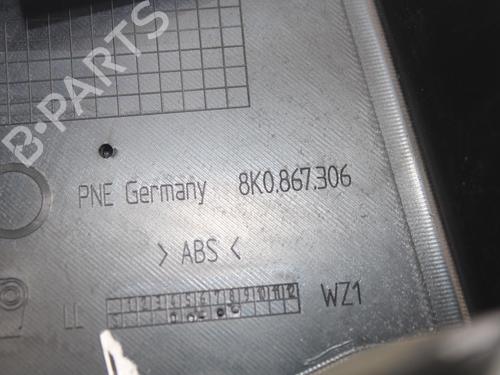 B-PARTS
PNE Germany 8K0.867.306
> ABS <
1 2 3 4 5 6 7 8 9 10 11 12
LL WZ1